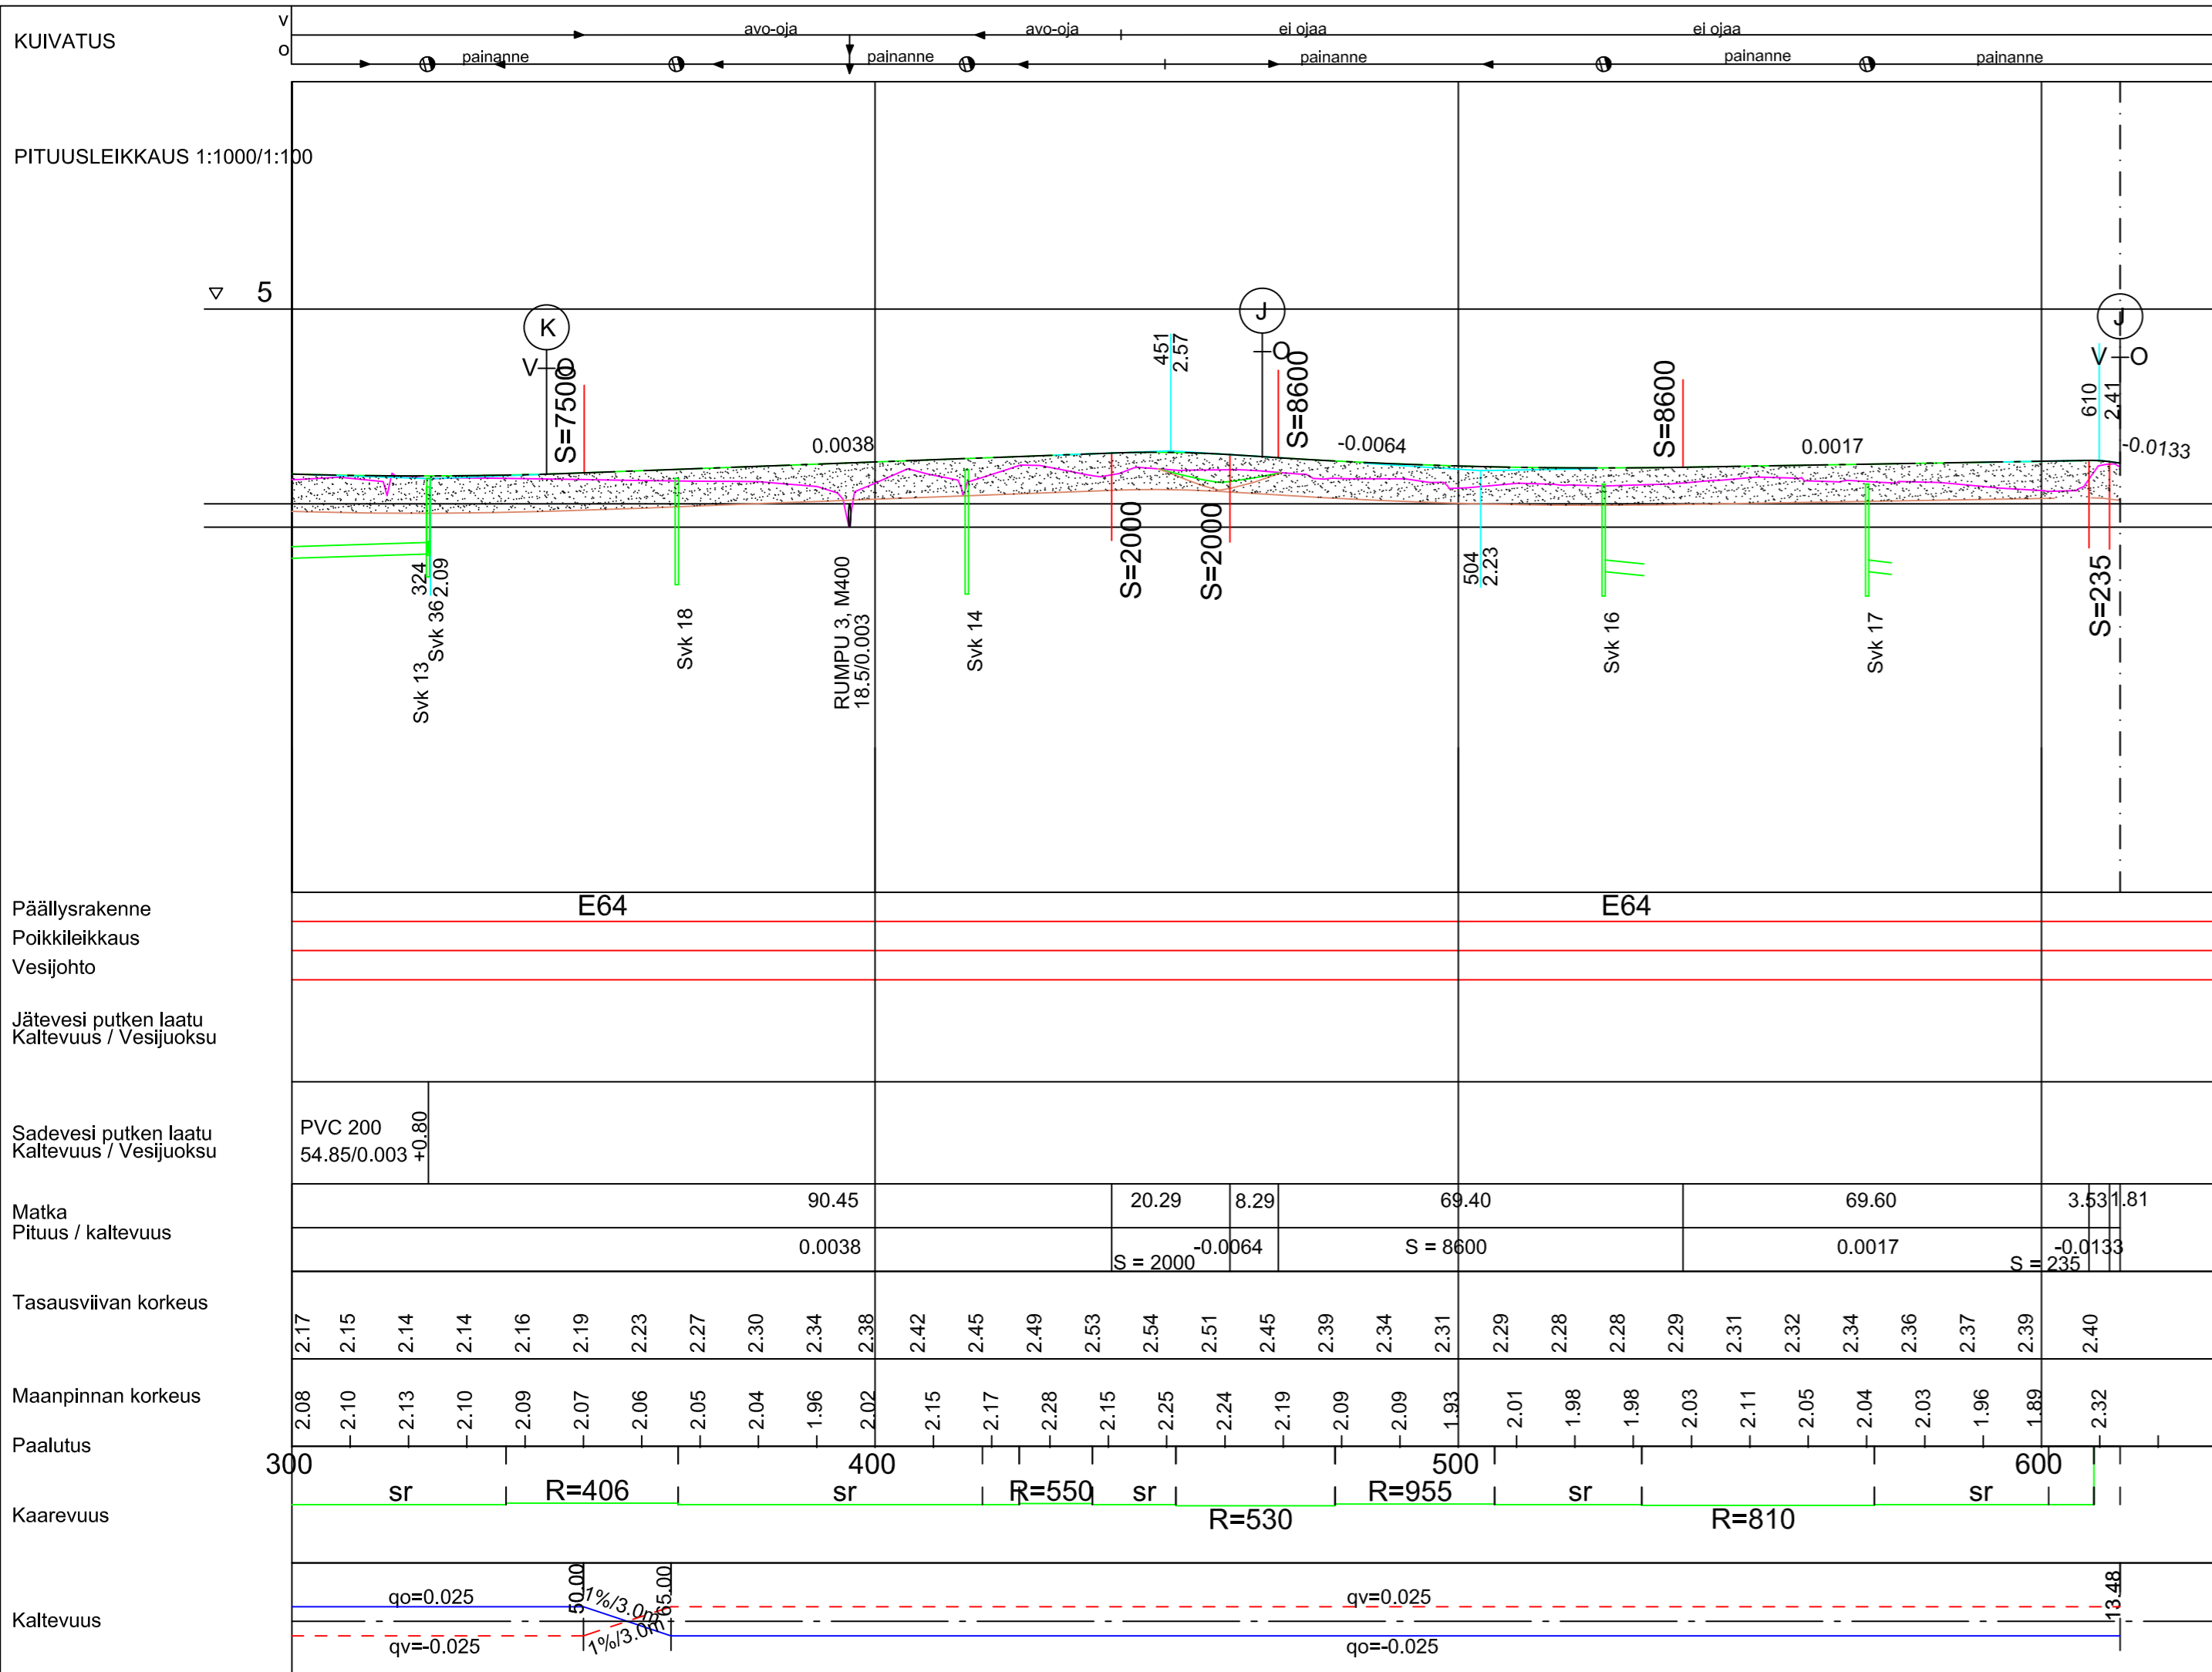 KUIVATUS
v
o
avo-oja
avo-oja
ei ojaa
ei ojaa
painanne
painanne
painanne
painanne
painanne
PITUUSLEIKKAUS 1:1000/1:100
5
K
V O
S=7500
0.0038
451
2.57
J
O
S=8600
-0.0064
S=8600
0.0017
J
V O
610
2.41
-0.0133
324
2.09
Svk 13
Svk 36
Svk 18
RUMPU 3, M400
18.5/0.003
Svk 14
S=2000
S=2000
504
2.23
Svk 16
Svk 17
S=235
Päällysrakenne
E64
E64
Poikkileikkaus
Vesijohto
Jätevesi putken laatu
Kaltevuus / Vesijuoksu
Sadevesi putken laatu
Kaltevuus / Vesijuoksu
PVC 200
54.85/0.003
+0.80
Matka
Pituus / kaltevuus
90.45 20.29 8.29 69.40 69.60 3.53 1.81
0.0038 S = 2000 -0.0064 S = 8600 0.0017 S = 235 -0.0133
Tasausviivan korkeus
2.17 2.15 2.14 2.14 2.16 2.19 2.23 2.27 2.30 2.34 2.38 2.42 2.45 2.49 2.53 2.54 2.51 2.45 2.39 2.34 2.31 2.29 2.28 2.28 2.29 2.31 2.32 2.34 2.36 2.37 2.39 2.40
Maanpinnan korkeus
2.08 2.10 2.13 2.10 2.09 2.07 2.06 2.05 2.04 1.96 2.02 2.15 2.17 2.28 2.15 2.25 2.24 2.19 2.09 2.09 1.93 2.01 1.98 1.98 2.03 2.11 2.05 2.04 2.03 1.96 1.89 2.32
Paalutus
300 400 500 600
Kaarevuus
sr R=406 sr R=550 sr R=530 R=955 sr R=810 sr
Kaltevuus
qo=0.025
qv=-0.025
50.00
1%/3.0m
1%/3.0m
65.00
qv=0.025
qo=-0.025
13.48